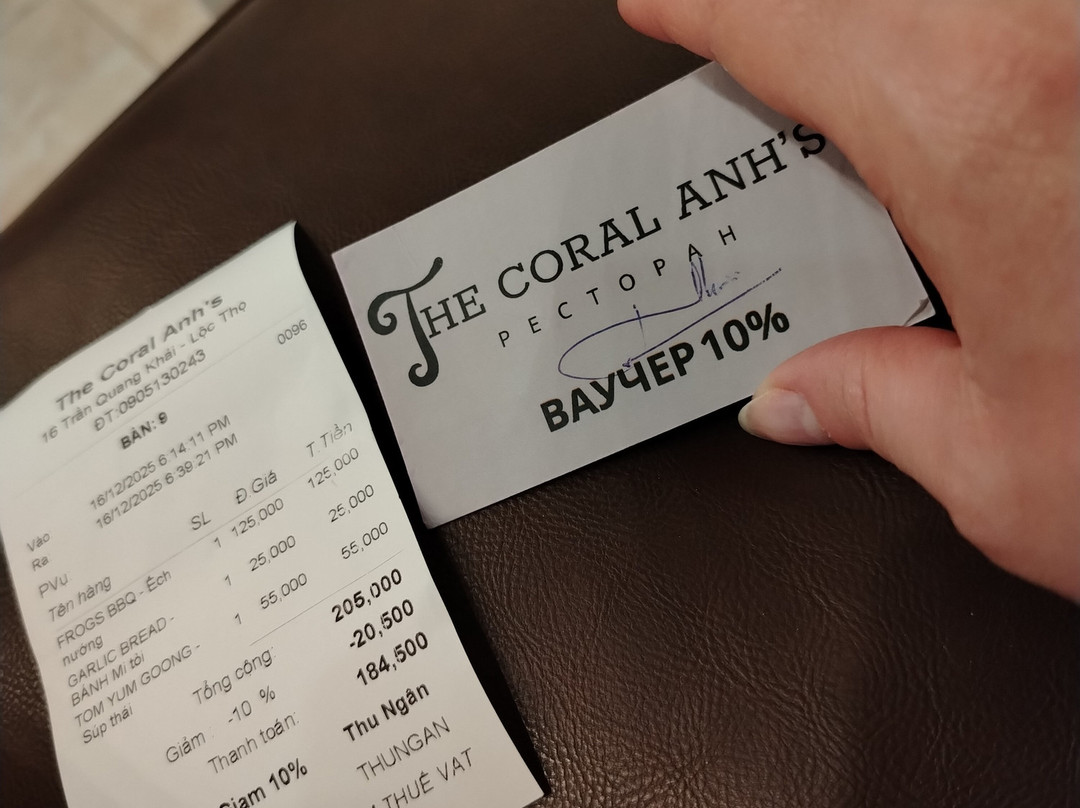 The Coral Anh's
16 Trần Quang Khải - Lộc Thọ
ĐT:0905130243
0096
BÀN: 9
Vào 16/12/2025 6:14:11 PM
Ra 16/12/2025 6:39:21 PM
PVụ:
Tên hàng SL Đ.Giá T.Tiền
FROGS BBQ - Ếch nướng 1 125,000 125,000
GARLIC BREAD - BÁNH Mì tỏi 1 25,000 25,000
TOM YUM GOONG - Súp thái 1 55,000 55,000
Tổng cộng: 205,000
Giảm -10 % -20,500
Thanh toán: 184,500
Giam 10% Thu Ngân
THUNGAN
THUẾ VAT
THE CORAL ANH'S
РЕСТОРАН
ВАУЧЕР 10%